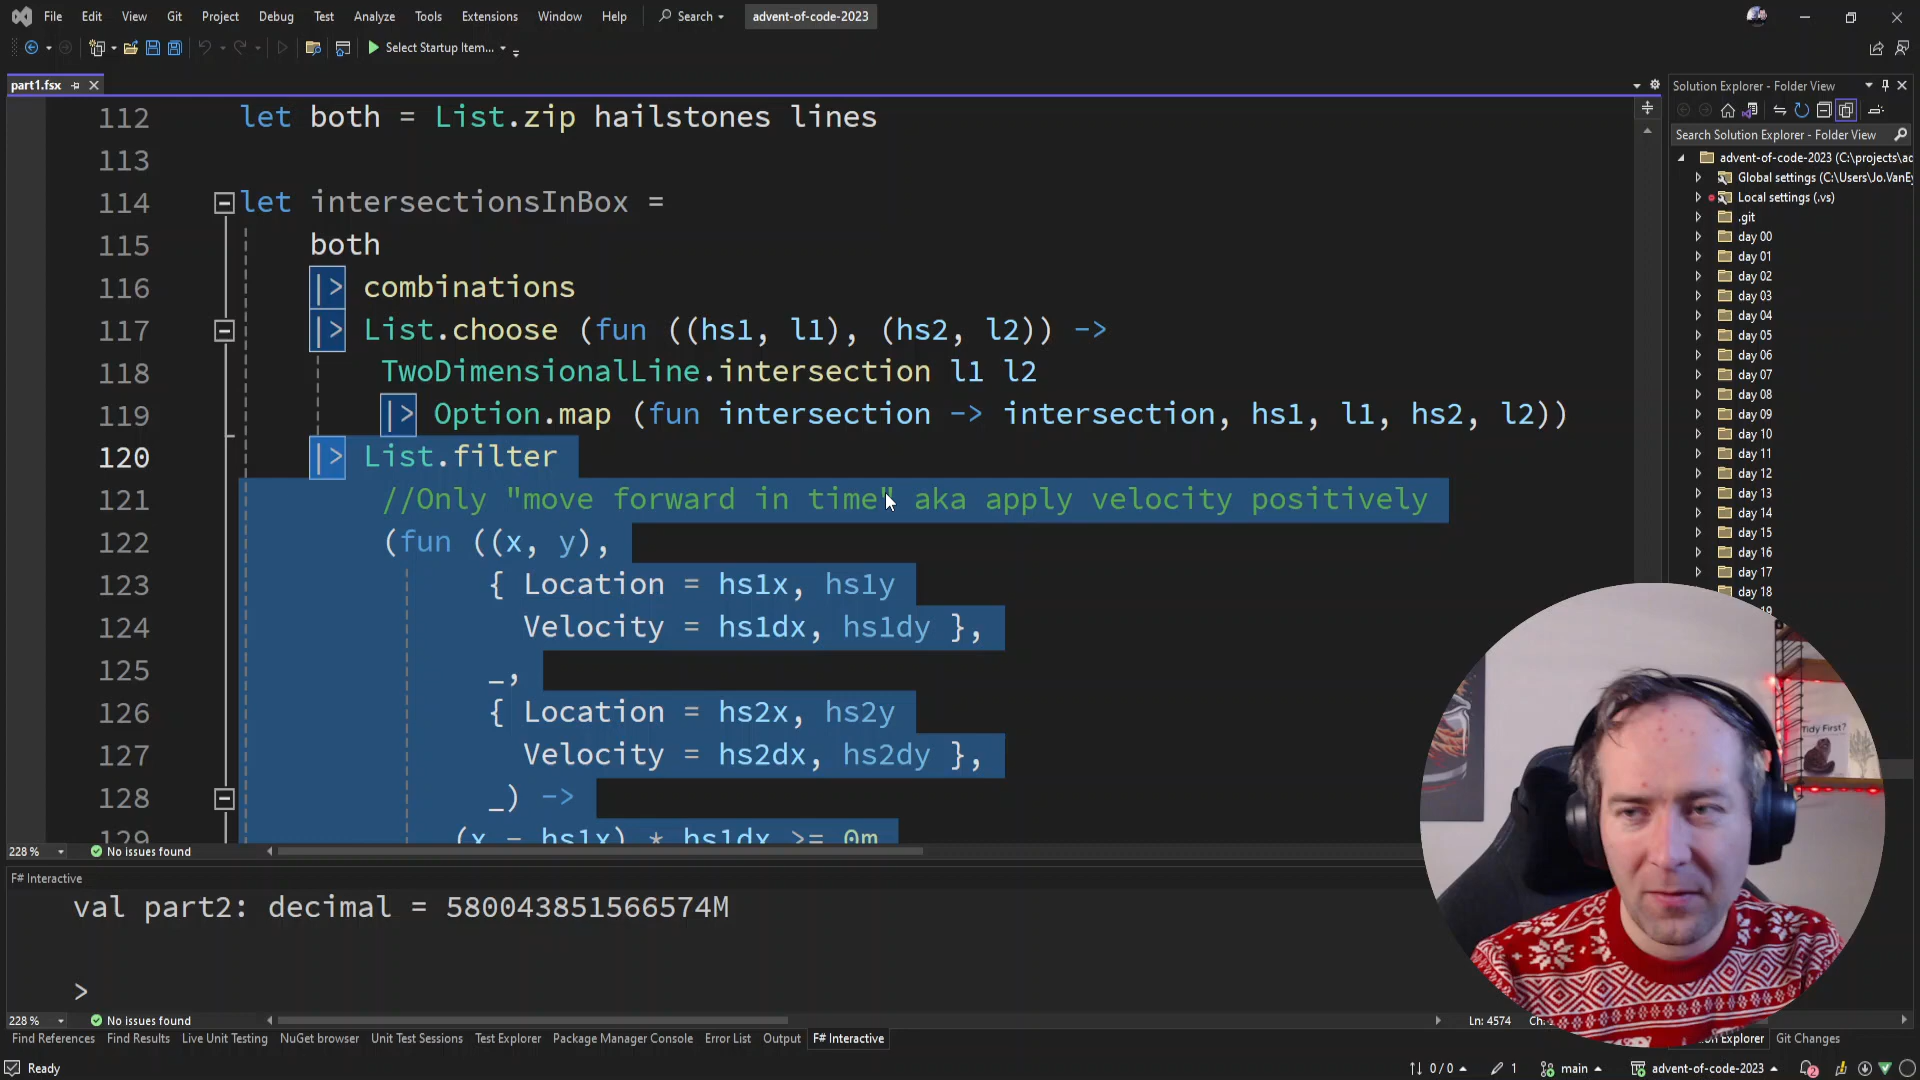 File Edit View Git Project Debug Test Analyze Tools Extensions Window Help Search advent-of-code-2023
Select Startup Item...
part1.fsx
Solution Explorer - Folder View
Search Solution Explorer - Folder View
advent-of-code-2023 (C:\projects\ac
Global settings (C:\Users\Jo.VanEy
Local settings (.vs)
.git
day 00
day 01
day 02
day 03
day 04
day 05
day 06
day 07
day 08
day 09
day 10
day 11
day 12
day 13
day 14
day 15
day 16
day 17
day 18
112 let both = List.zip hailstones lines
113
114 let intersectionsInBox =
115 both
116 |> combinations
117 |> List.choose (fun ((hs1, l1), (hs2, l2)) ->
118 TwoDimensionalLine.intersection l1 l2
119 |> Option.map (fun intersection -> intersection, hs1, l1, hs2, l2))
120 |> List.filter
121 //Only "move forward in time" aka apply velocity positively
122 (fun ((x, y),
123 { Location = hs1x, hs1y
124 Velocity = hs1dx, hs1dy },
125 _,
126 { Location = hs2x, hs2y
127 Velocity = hs2dx, hs2dy },
128 _) ->
129 (x - hs1x) * hs1dx >= 0m
228 % No issues found
F# Interactive
val part2: decimal = 580043851566574M
>
228 % No issues found
Ln: 4574
Tidy First?
Find References Find Results Live Unit Testing NuGet browser Unit Test Sessions Test Explorer Package Manager Console Error List Output F# Interactive
Explorer Git Changes
Ready
0 / 0 1 main advent-of-code-2023 2